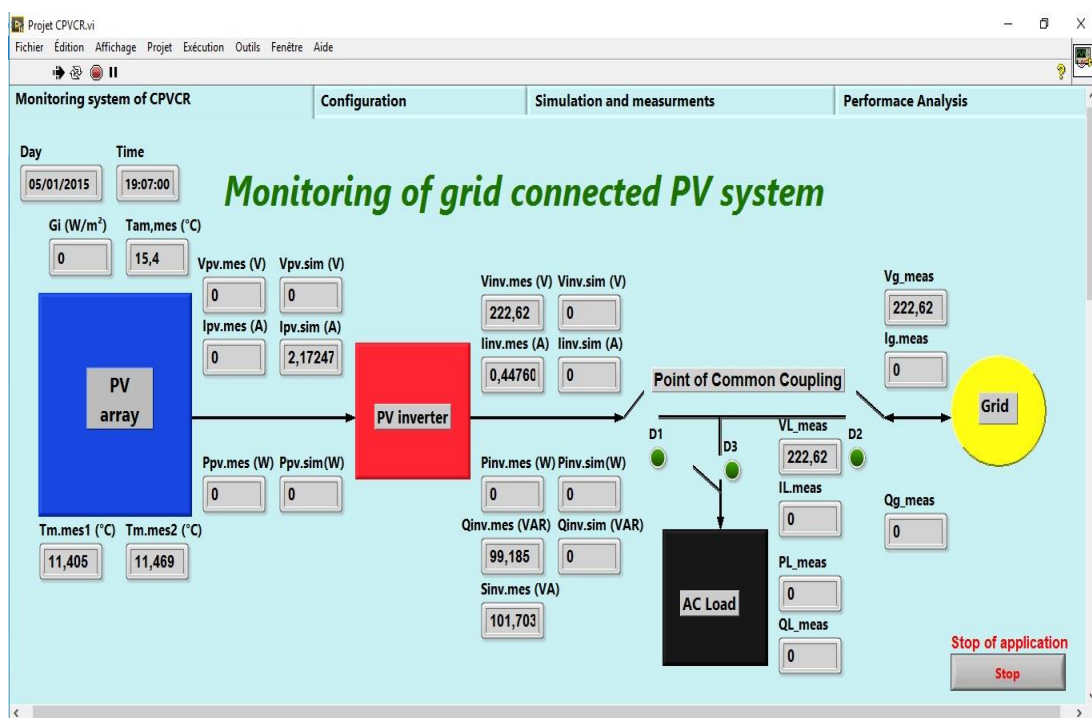 Projet CPVCR.vi
Fichier Édition Affichage Projet Exécution Outils Fenêtre Aide
Monitoring system of CPVCR Configuration Simulation and measurments Performace Analysis
Day Time
05/01/2015 19:07:00
Monitoring of grid connected PV system
Gi (W/m²) Tam,mes (°C)
0 15,4
Vpv.mes (V) Vpv.sim (V)
0 0
Ipv.mes (A) Ipv.sim (A)
0 2,17247
Vinv.mes (V) Vinv.sim (V)
222,62 0
Iinv.mes (A) Iinv.sim (A)
0,44760 0
Vg_meas
222,62
Ig.meas
0
PV
array
PV inverter
Point of Common Coupling
Grid
D1
D3
D2
VL_meas
222,62
IL.meas
0
Ppv.mes (W) Ppv.sim(W)
0 0
Pinv.mes (W) Pinv.sim(W)
0 0
Qinv.mes (VAR) Qinv.sim (VAR)
99,185 0
Sinv.mes (VA)
101,703
Qg_meas
0
Tm.mes1 (°C) Tm.mes2 (°C)
11,405 11,469
AC Load
PL_meas
0
QL_meas
0
Stop of application
Stop